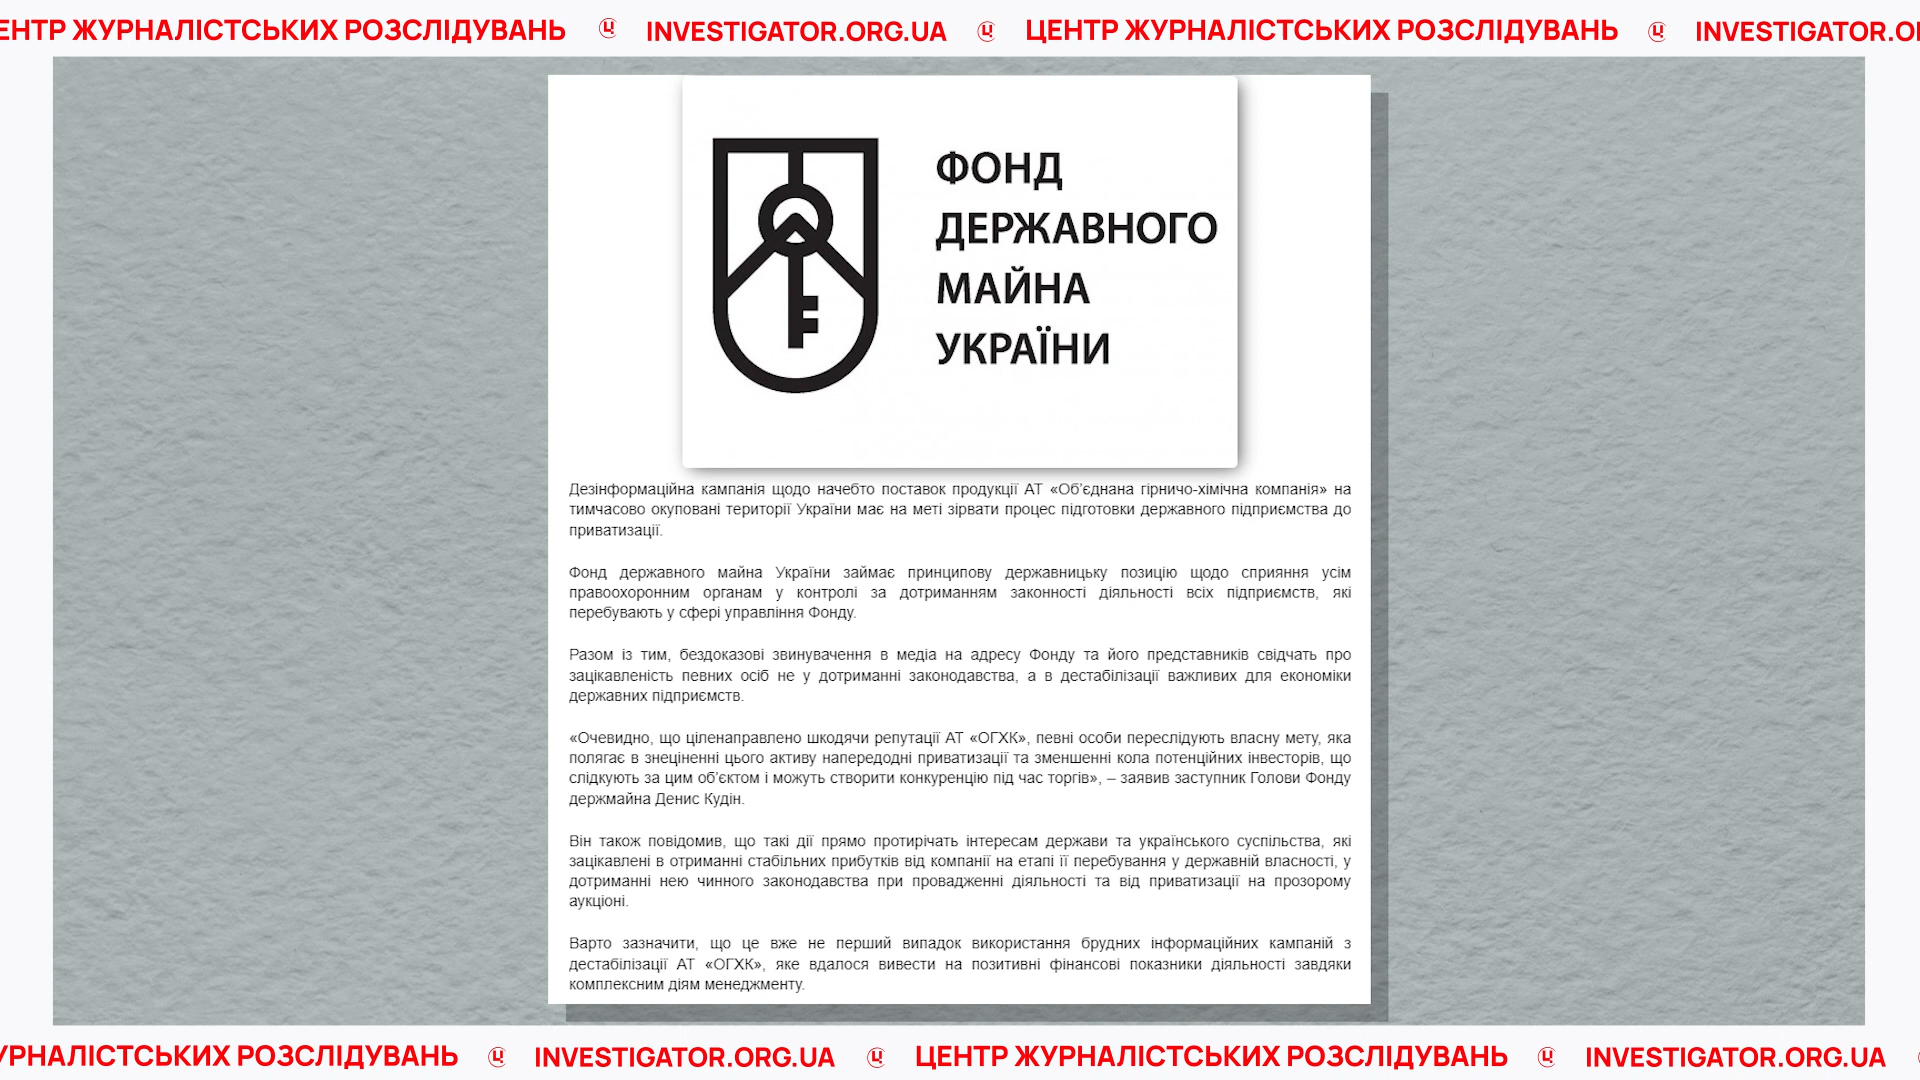 ЕНТР ЖУРНАЛІСТСЬКИХ РОЗСЛІДУВАНЬ INVESTIGATOR.ORG.UA ЦЕНТР ЖУРНАЛІСТСЬКИХ РОЗСЛІДУВАНЬ INVESTIGATOR.O
ФОНД
ДЕРЖАВНОГО
МАЙНА
УКРАЇНИ
Дезінформаційна кампанія щодо начебто поставок продукції АТ «Об’єднана гірничо-хімічна компанія» на
тимчасово окуповані території України має на меті зірвати процес підготовки державного підприємства до
приватизації.
Фонд державного майна України займає принципову державницьку позицію щодо сприяння усім
правоохоронним органам у контролі за дотриманням законності діяльності всіх підприємств, які
перебувають у сфері управління Фонду.
Разом із тим, бездоказові звинувачення в медіа на адресу Фонду та його представників свідчать про
зацікавленість певних осіб не у дотриманні законодавства, а в дестабілізації важливих для економіки
державних підприємств.
«Очевидно, що ціленаправлено шкодячи репутації АТ «ОГХК», певні особи переслідують власну мету, яка
полягає в знеціненні цього активу напередодні приватизації та зменшенні кола потенційних інвесторів, що
слідкують за цим об’єктом і можуть створити конкуренцію під час торгів», – заявив заступник Голови Фонду
держмайна Денис Кудін.
Він також повідомив, що такі дії прямо протирічать інтересам держави та українського суспільства, які
зацікавлені в отриманні стабільних прибутків від компанії на етапі її перебування у державній власності, у
дотриманні нею чинного законодавства при провадженні діяльності та від приватизації на прозорому
аукціоні.
Варто зазначити, що це вже не перший випадок використання брудних інформаційних кампаній з
дестабілізації АТ «ОГХК», яке вдалося вивести на позитивні фінансові показники діяльності завдяки
комплексним діям менеджменту.
УРНАЛІСТСЬКИХ РОЗСЛІДУВАНЬ INVESTIGATOR.ORG.UA ЦЕНТР ЖУРНАЛІСТСЬКИХ РОЗСЛІДУВАНЬ INVESTIGATOR.ORG.UA